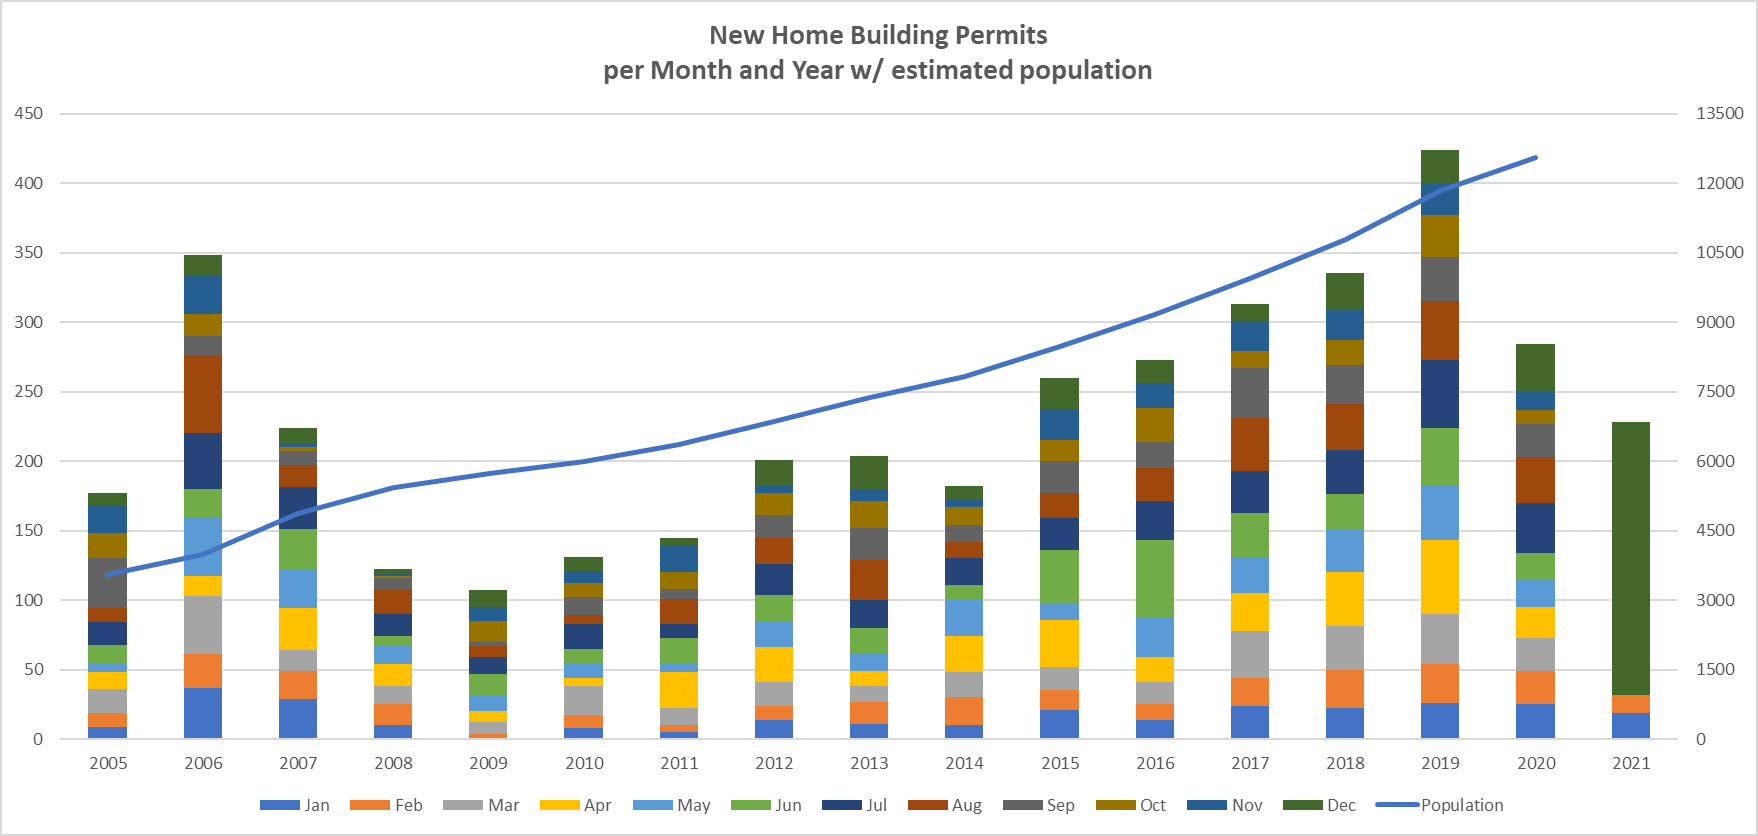 New Home Building Permits
per Month and Year w/ estimated population
450 13500
400 12000
350 10500
300 9000
250 7500
200 6000
150 4500
100 3000
50 1500
0 0
2005 2006 2007 2008 2009 2010 2011 2012 2013 2014 2015 2016 2017 2018 2019 2020 2021
Jan Feb Mar Apr May Jun Jul Aug Sep Oct Nov Dec Population